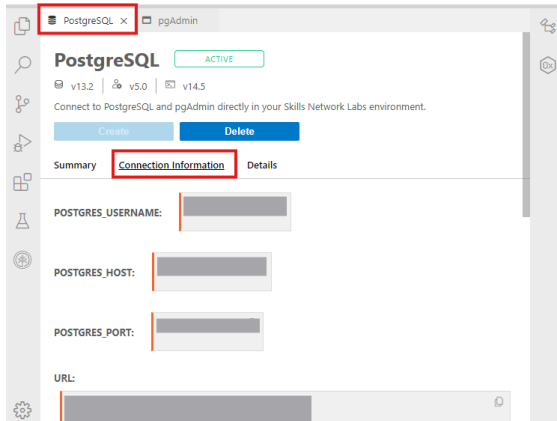 PostgreSQL × pgAdmin
PostgreSQL ACTIVE
v13.2 v5.0 v14.5
Connect to PostgreSQL and pgAdmin directly in your Skills Network Labs environment.
Create Delete
Summary Connection Information Details
POSTGRES_USERNAME:
POSTGRES_HOST:
POSTGRES_PORT:
URL: